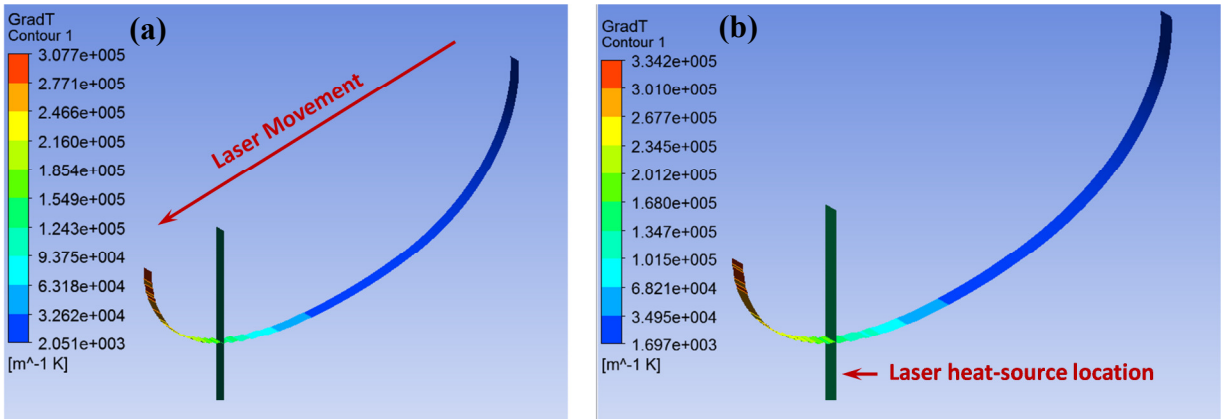 GradT
Contour 1
(a)
3.077e+005
2.771e+005
2.466e+005
2.160e+005
1.854e+005
1.549e+005
1.243e+005
9.375e+004
6.318e+004
3.262e+004
2.051e+003
[m^-1 K]
Laser Movement
GradT
Contour 1
(b)
3.342e+005
3.010e+005
2.677e+005
2.345e+005
2.012e+005
1.680e+005
1.347e+005
1.015e+005
6.821e+004
3.495e+004
1.697e+003
[m^-1 K]
Laser heat-source location